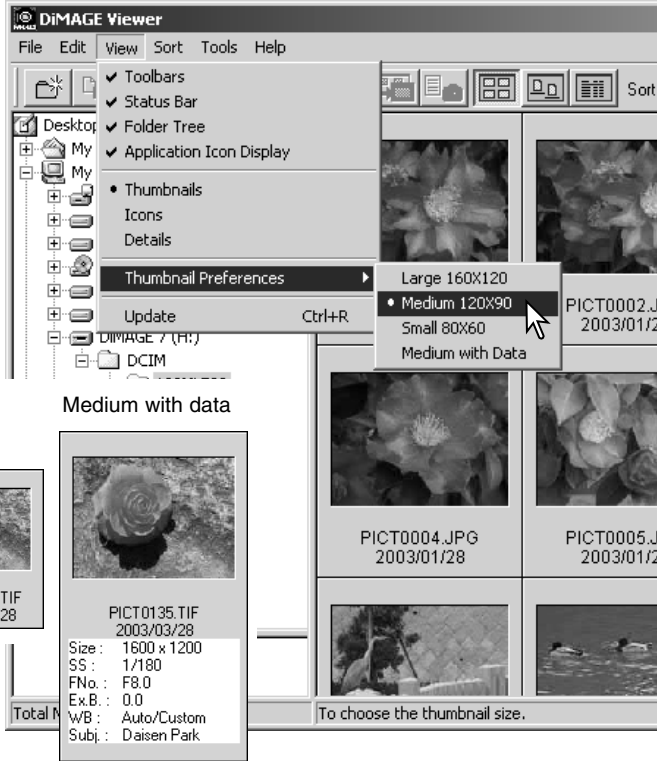 DiMAGE Viewer
File Edit View Sort Tools Help
Sort
✔ Toolbars
✔ Status Bar
✔ Folder Tree
✔ Application Icon Display
• Thumbnails
Icons
Details
Thumbnail Preferences
Update Ctrl+R
Large 160X120
• Medium 120X90
Small 80X60
Medium with Data
Desktop
My
My
DiMAGE 7 (H:)
DCIM
PICT0002.J
2003/01/2
PICT0004.JPG
2003/01/28
PICT0005.J
2003/01/2
Medium with data
TIF
28
PICT0135.TIF
2003/03/28
Size : 1600 x 1200
SS : 1/180
FNo. : F8.0
Ex.B. : 0.0
WB : Auto/Custom
Subj. : Daisen Park
Total
To choose the thumbnail size.